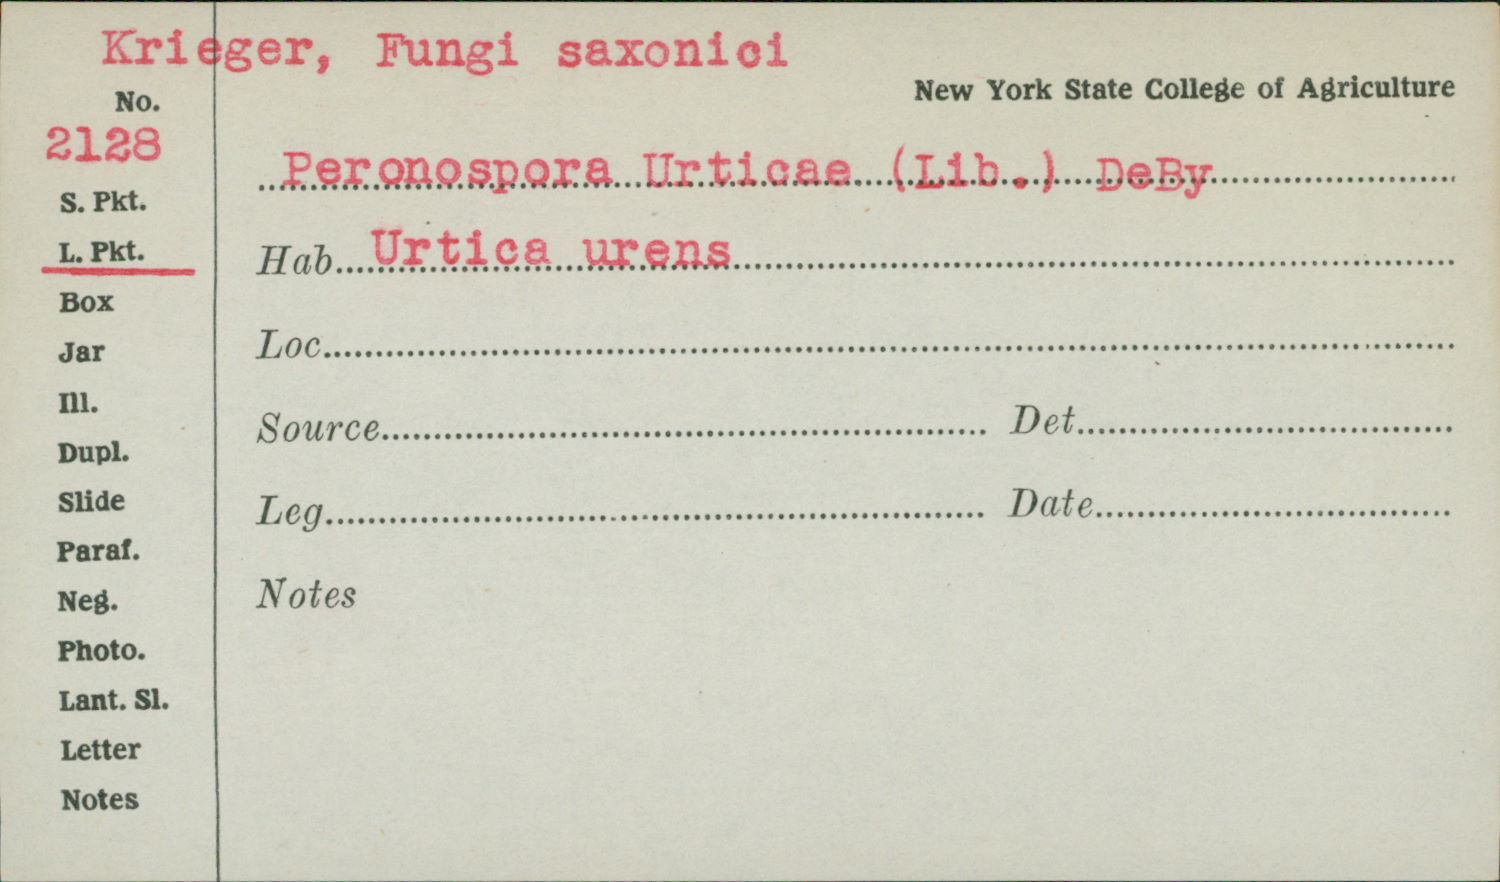 Krieger, Fungi saxonici
New York State College of Agriculture
No.
2128
Peronospora Urticae (Lib.) DeBy
S. Pkt.
L. Pkt.
Hab. Urtica urens
Box
Jar
Loc.
Ill.
Source Det.
Dupl.
Slide
Leg. Date
Paraf.
Neg.
Notes
Photo.
Lant. Sl.
Letter
Notes